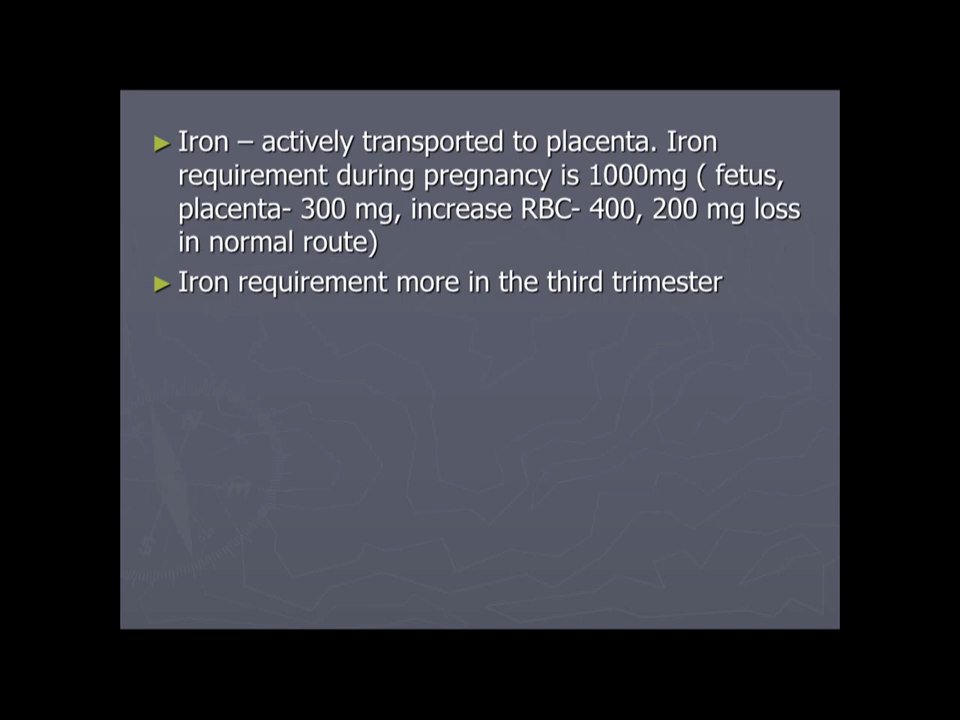 ► Iron – actively transported to placenta. Iron
requirement during pregnancy is 1000mg ( fetus,
placenta- 300 mg, increase RBC- 400, 200 mg loss
in normal route)
► Iron requirement more in the third trimester